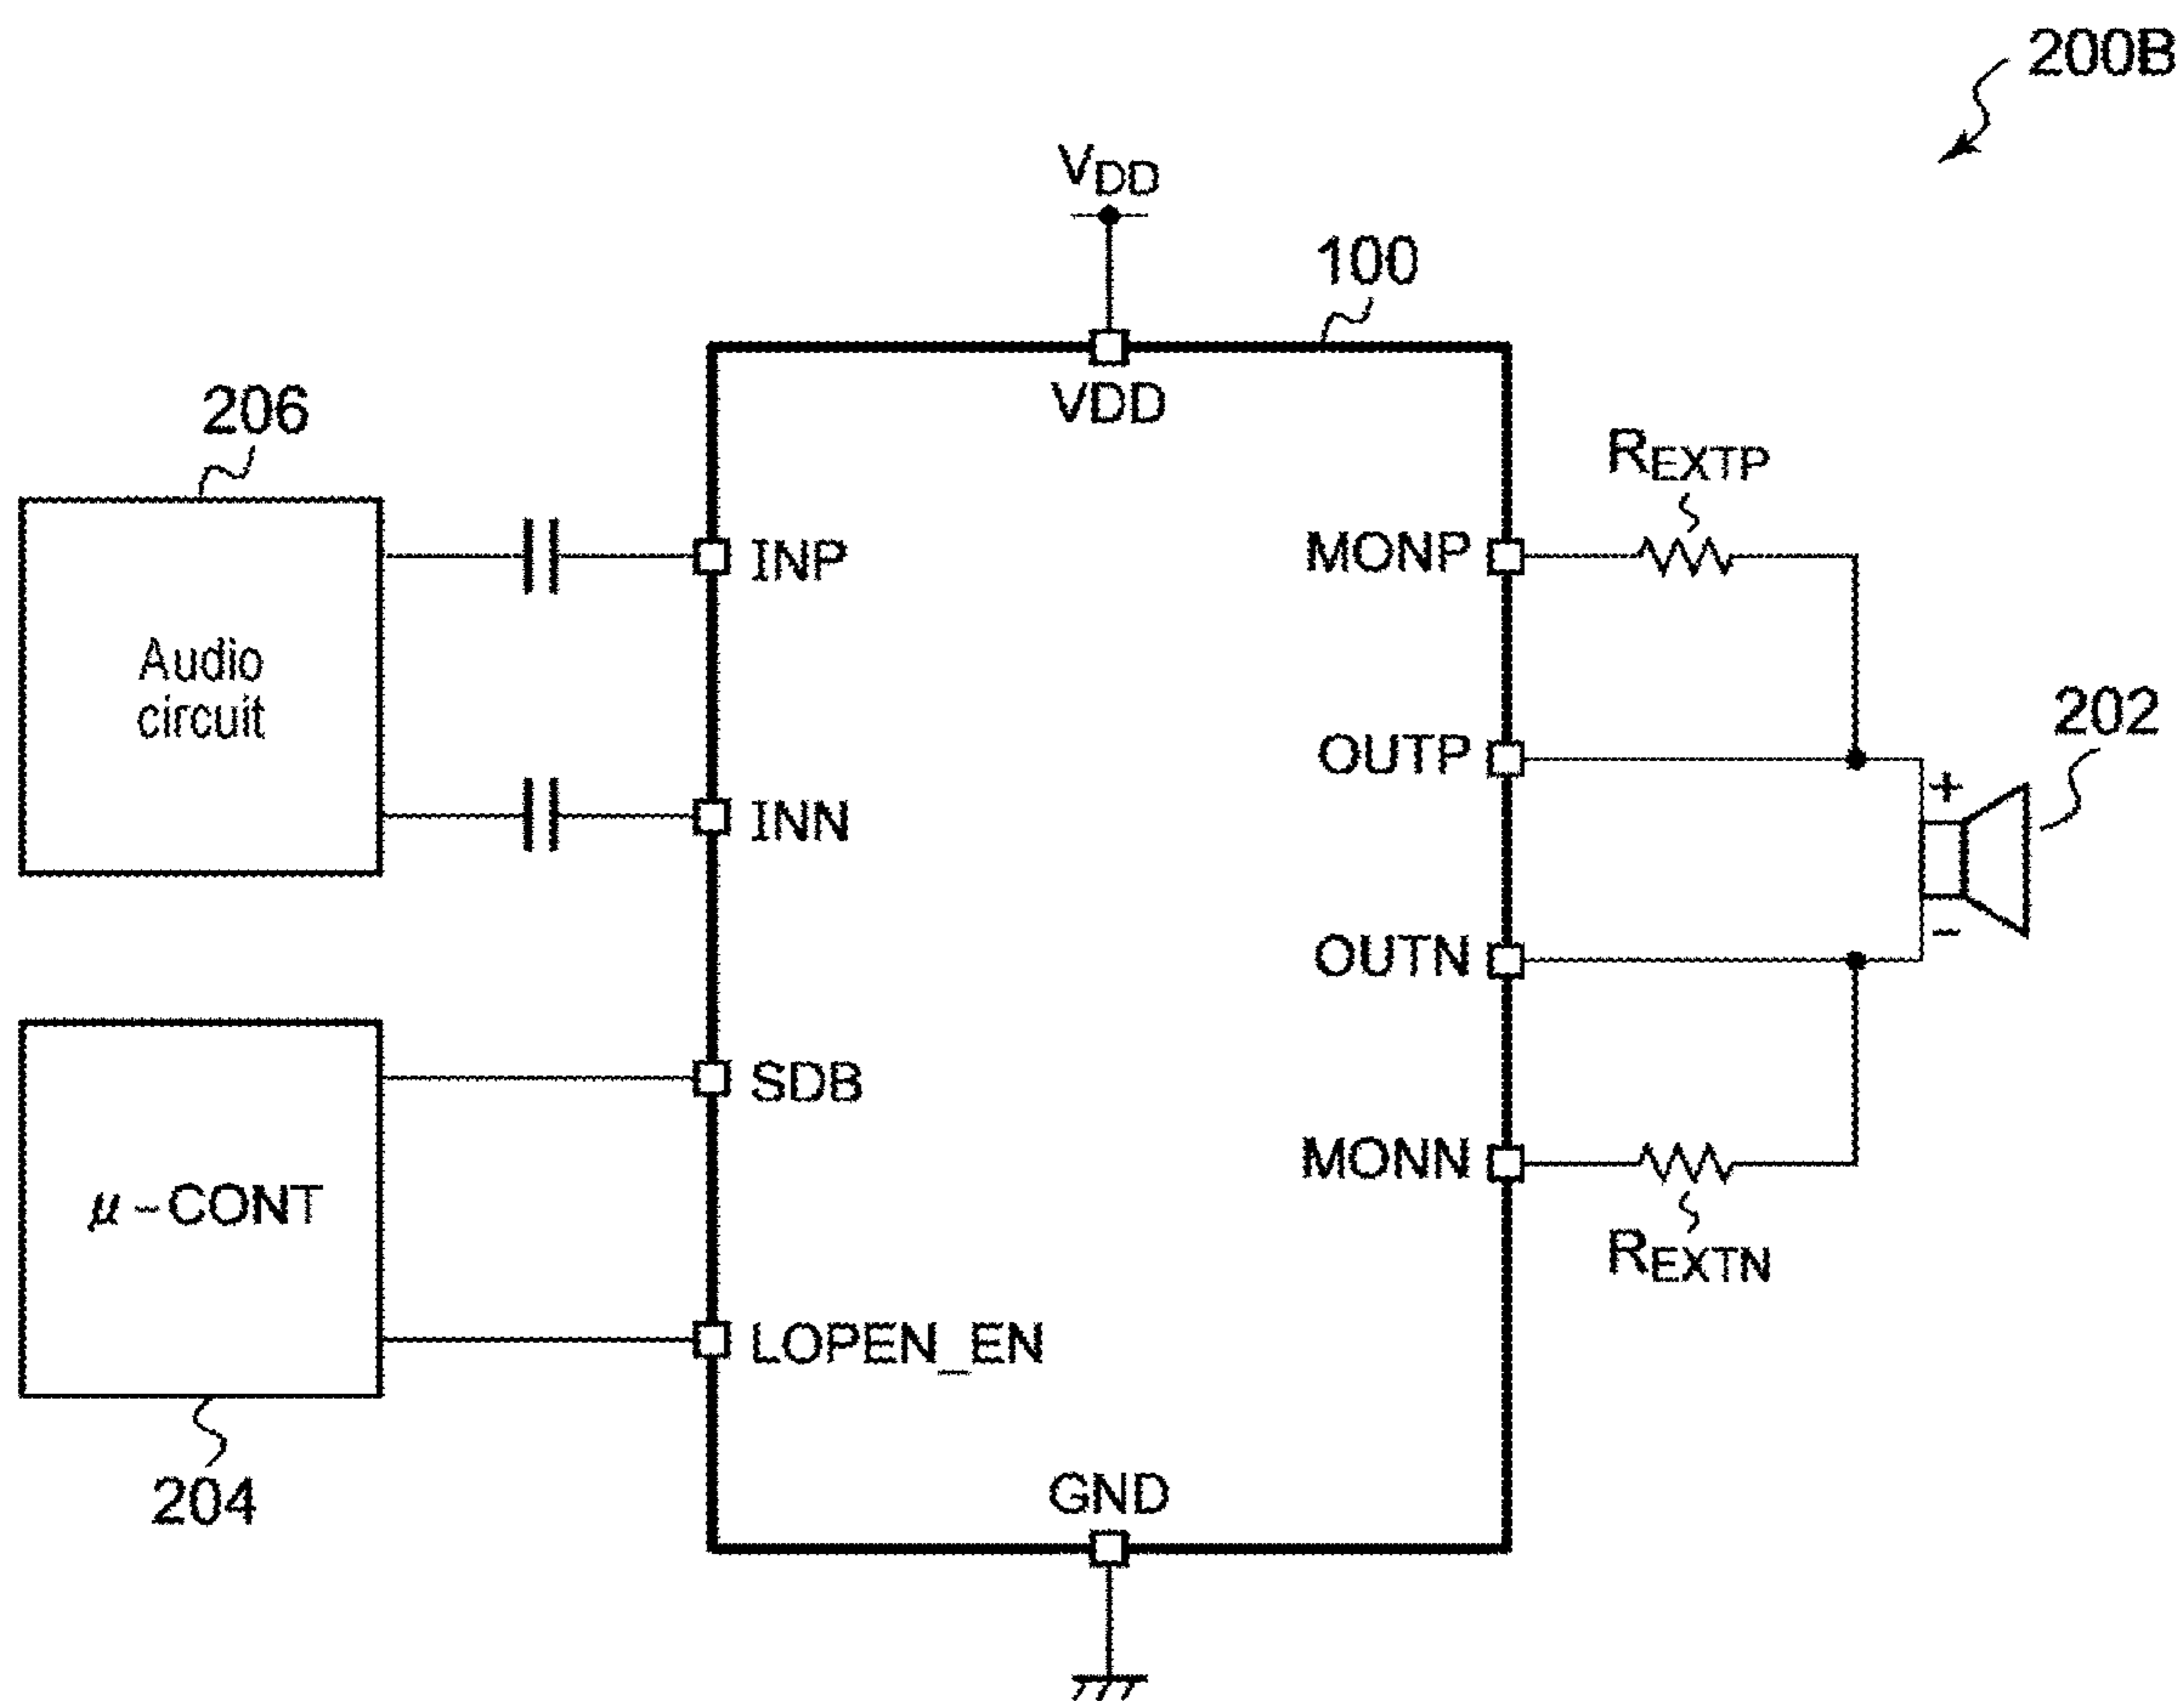 200B
VDD
100
VDD
206
REXTP
INP
MONP
Audio
circuit
202
OUTP
+
INN
-
OUTN
SDB
MONN
μ-CONT
REXTN
LOPEN_EN
204
GND